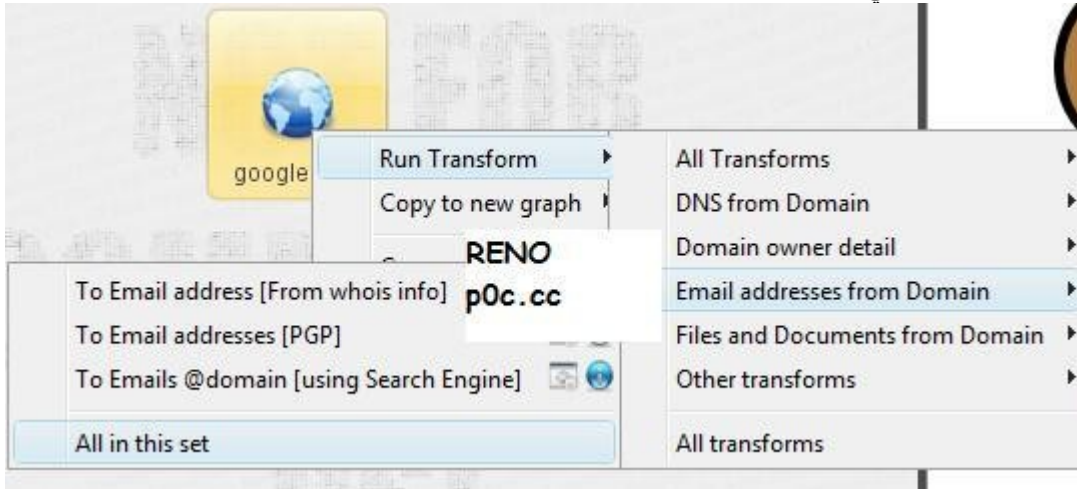 google
Run Transform
Copy to new graph
All Transforms
DNS from Domain
Domain owner detail
Email addresses from Domain
Files and Documents from Domain
Other transforms
All transforms
RENO
p0c.cc
To Email address [From whois info]
To Email addresses [PGP]
To Emails @domain [using Search Engine]
All in this set